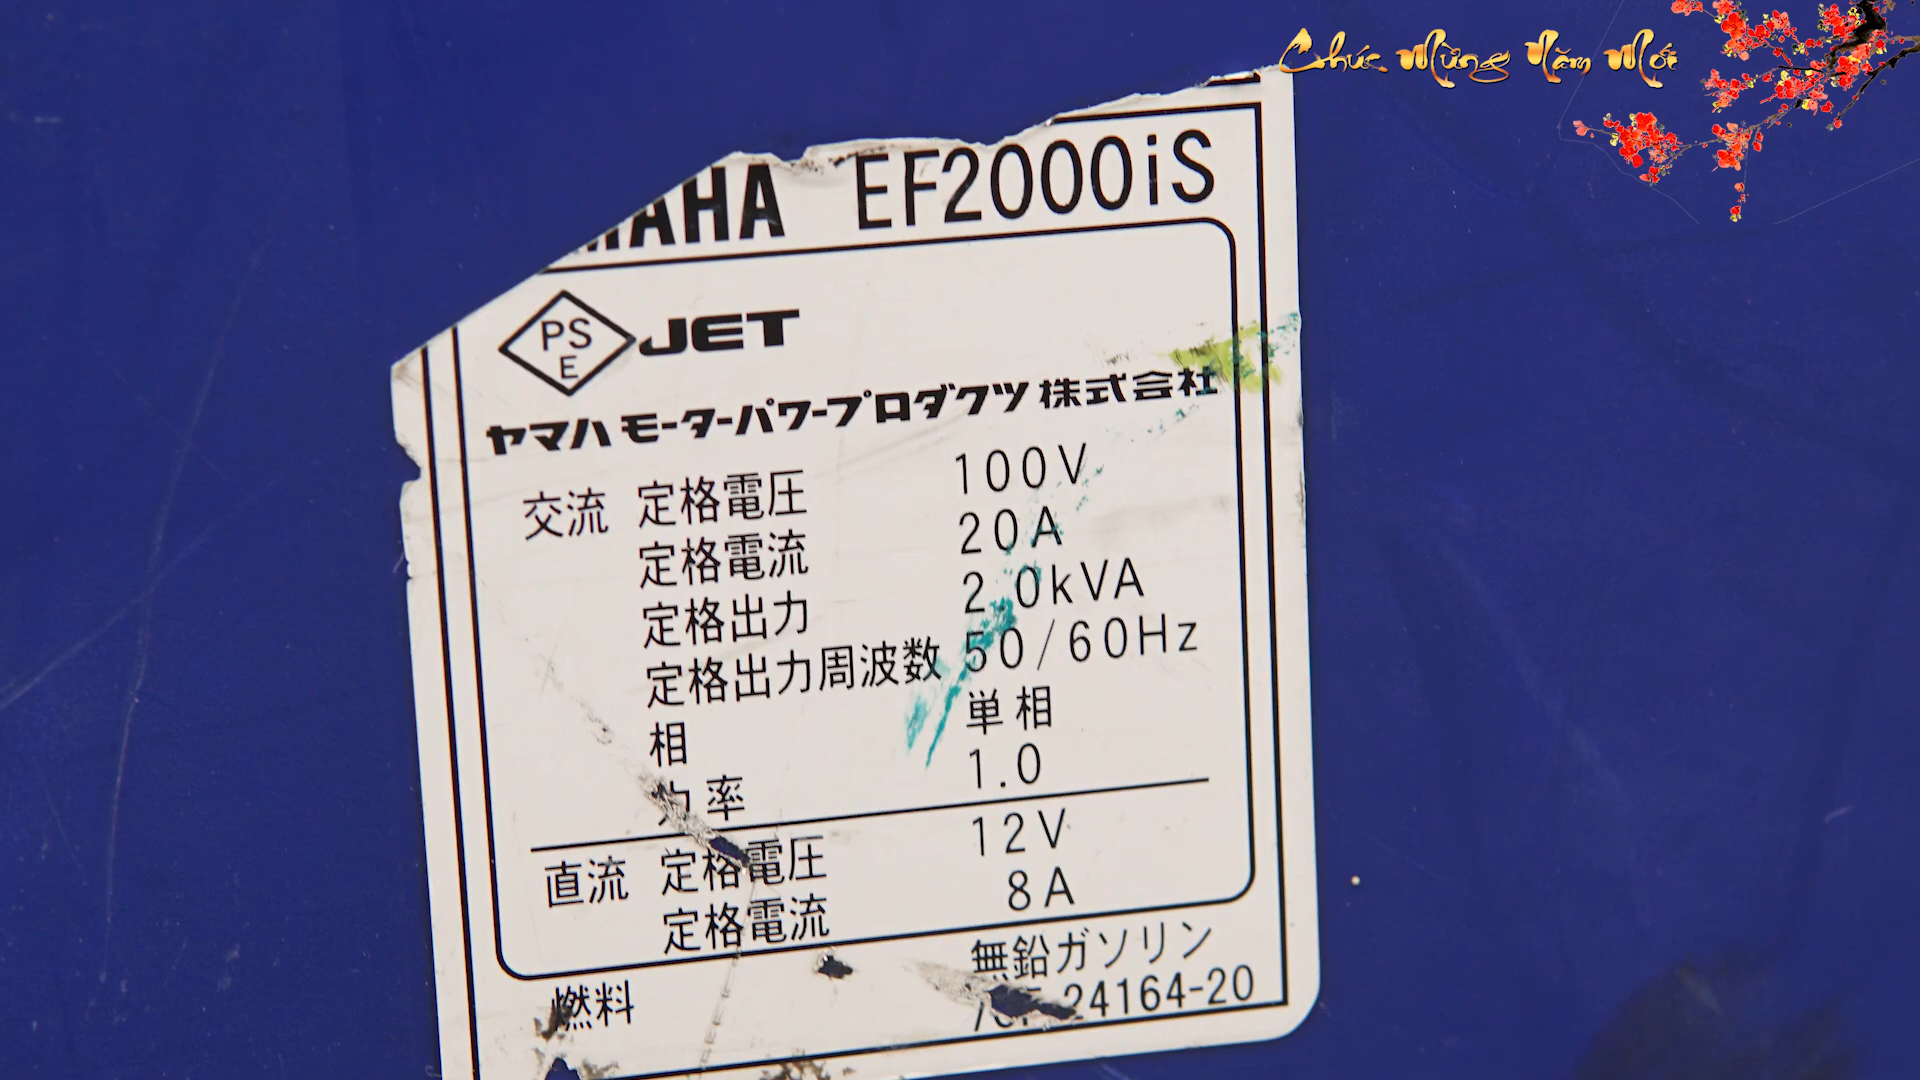 Chúc Mừng Năm Mới
EF2000iS
PS E JET
ヤマハモーターパワープロダクツ株式会社
交流 定格電圧 100V
定格電流 20A
定格出力 2.0kVA
定格出力周波数 50/60Hz
相 単相
力率 1.0
直流 定格電圧 12V
定格電流 8A
燃料 無鉛ガソリン
24164-20